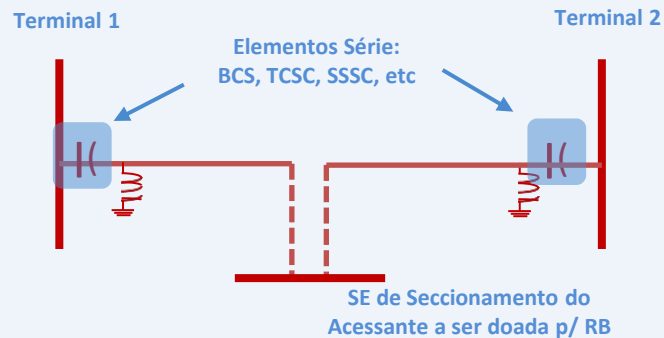 Terminal 1
Terminal 2
Elementos Série:
BCS, TCSC, SSSC, etc
SE de Seccionamento do
Acessante a ser doada p/ RB